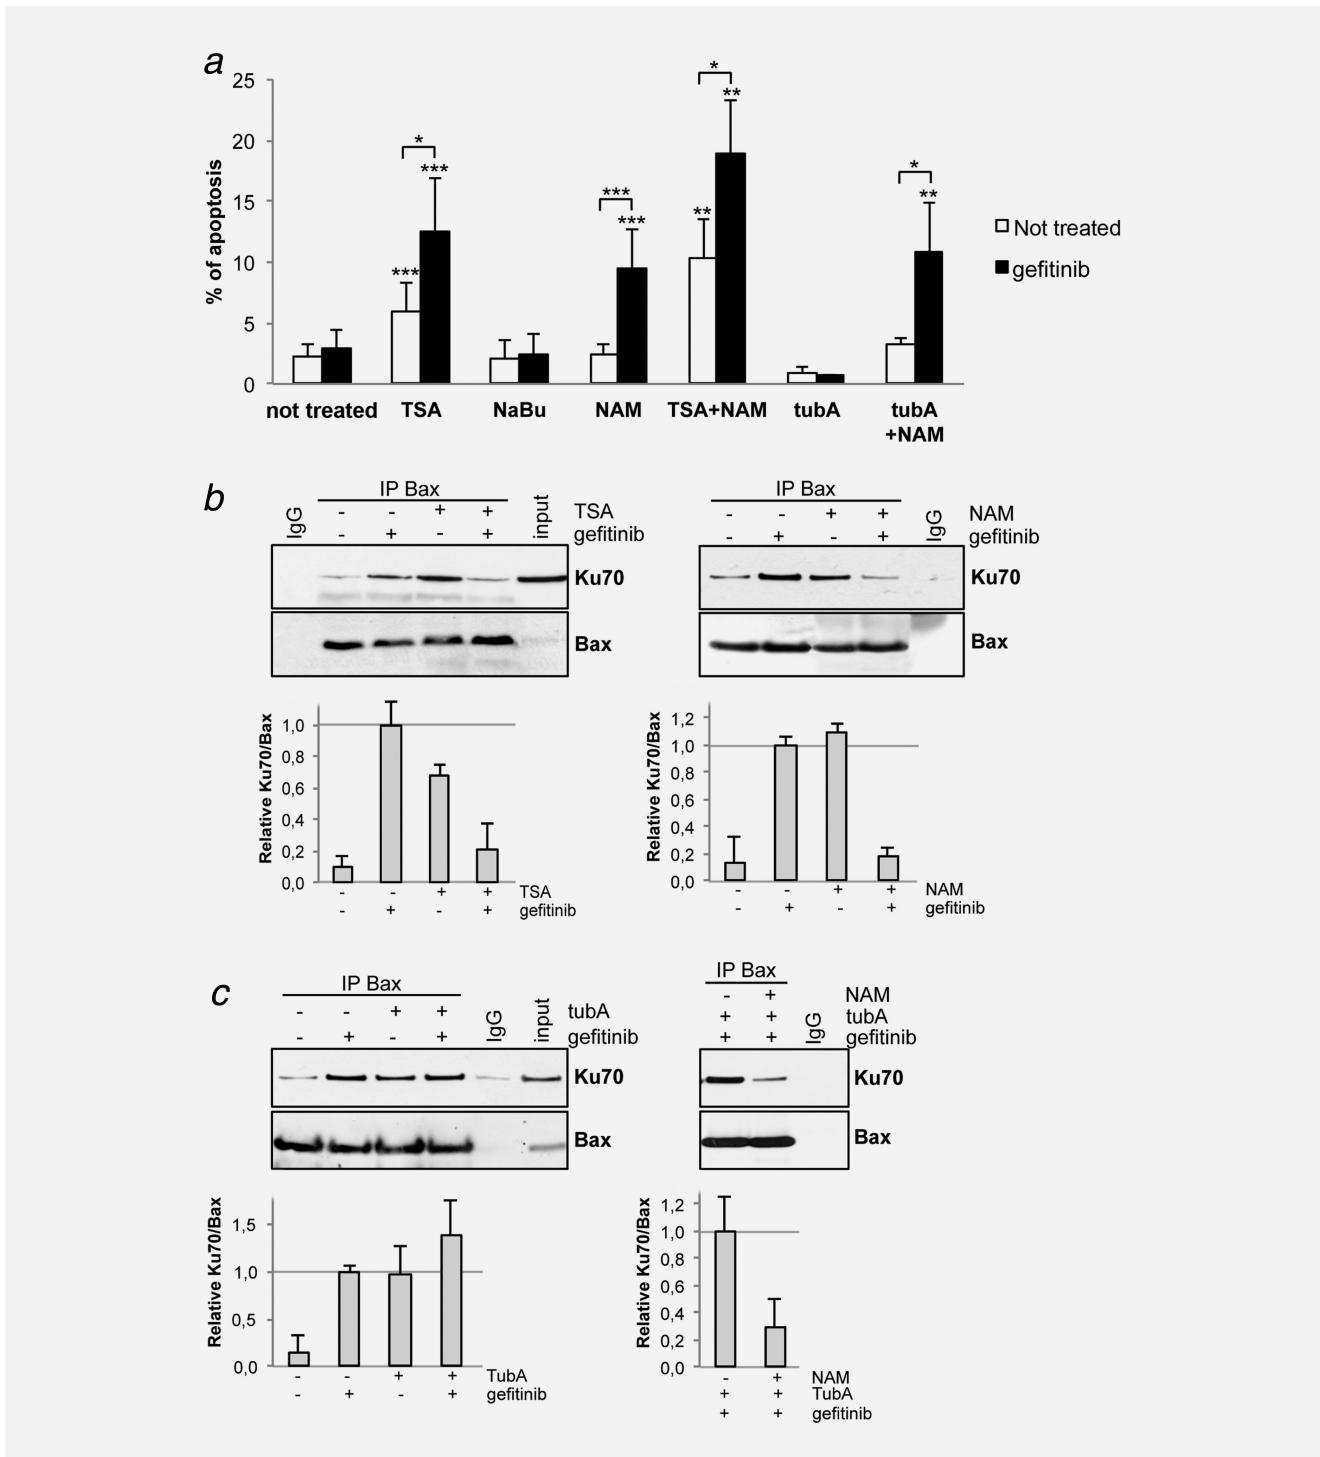 a
25
20
15
10
5
0
% of apoptosis
* * *
*** *** *** *** ** ** **
*
Not treated
gefitinib
not treated TSA NaBu NAM TSA+NAM tubA tubA
+NAM
b
IP Bax
IgG - - + + input TSA
- + - + gefitinib
Ku70
Bax
Relative Ku70/Bax
1,0
0,8
0,6
0,4
0,2
0,0
- - + + TSA
- + - + gefitinib
IP Bax
- - + + IgG NAM
- + - + gefitinib
Ku70
Bax
Relative Ku70/Bax
1,2
1,0
0,8
0,6
0,4
0,2
0,0
- - + + NAM
- + - + gefitinib
c
IP Bax
- - + + IgG input tubA
- + - + gefitinib
Ku70
Bax
Relative Ku70/Bax
1,5
1,0
0,5
0,0
- - + + TubA
- + - + gefitinib
IP Bax
- + NAM
+ + IgG tubA
+ + gefitinib
Ku70
Bax
Relative Ku70/Bax
1,2
1,0
0,8
0,6
0,4
0,2
0,0
- + NAM
+ + TubA
+ + gefitinib